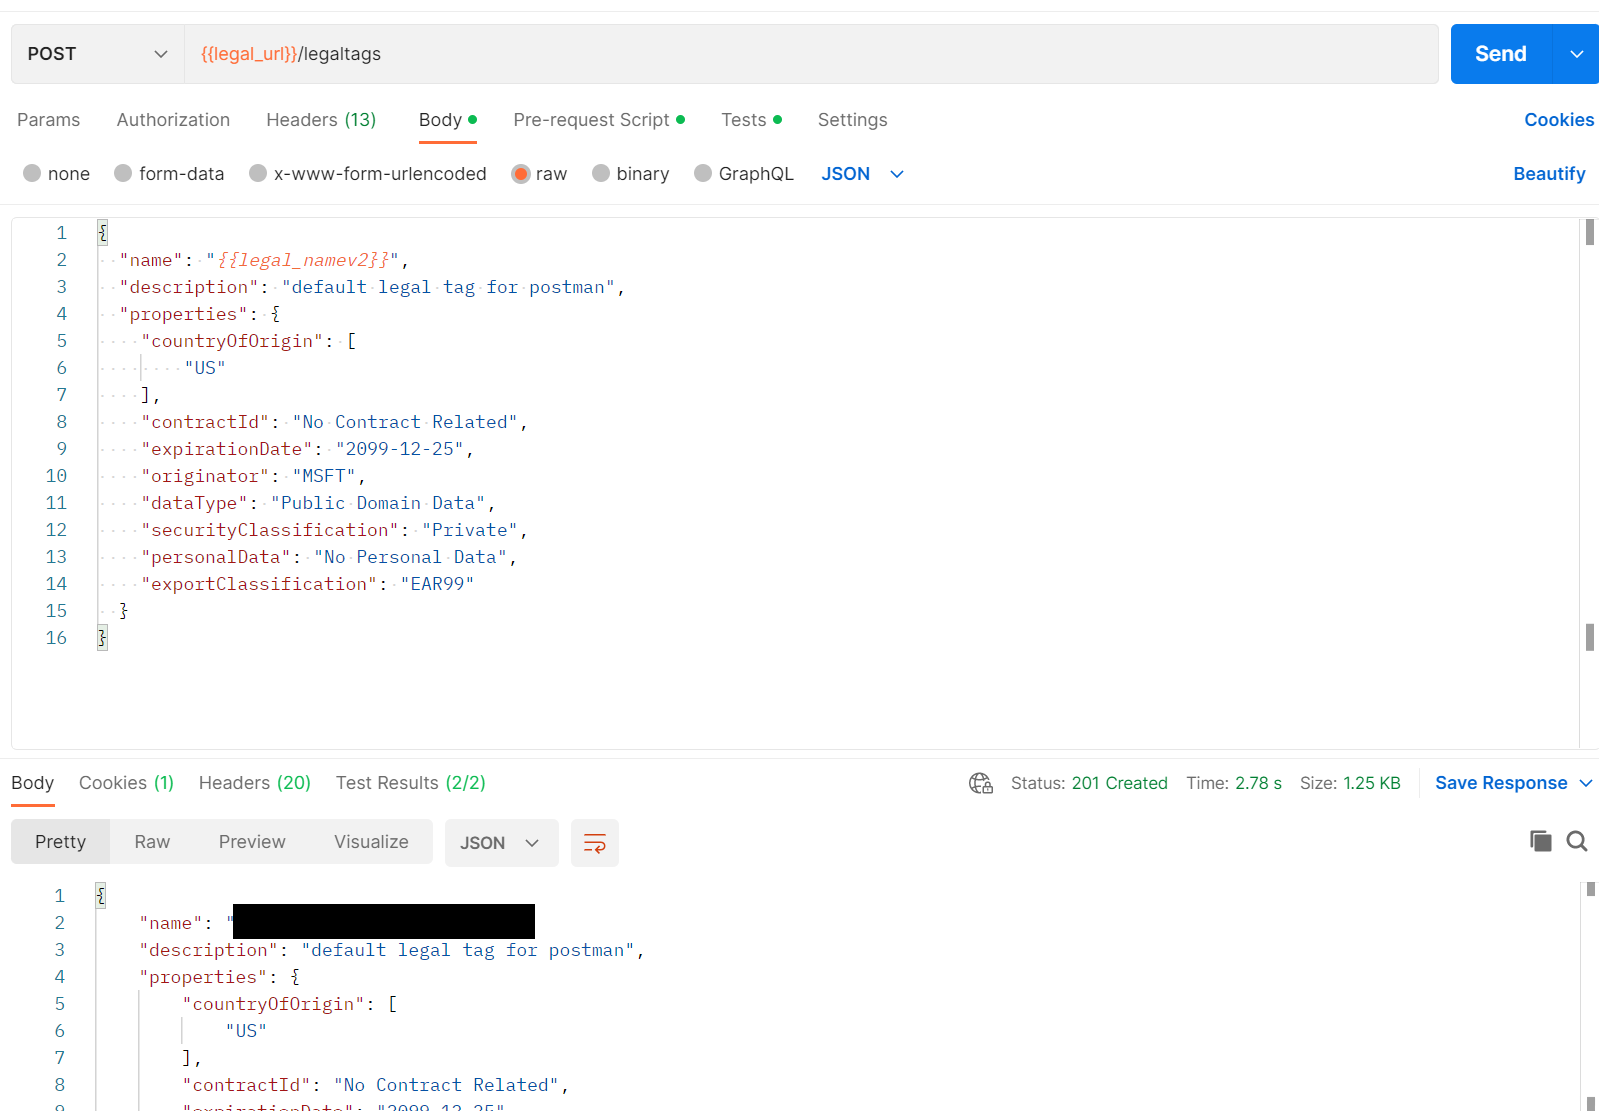 POST {{legal_url}}/legaltags Send
Params Authorization Headers (13) Body Pre-request Script Tests Settings Cookies
none form-data x-www-form-urlencoded raw binary GraphQL JSON Beautify
1 {
2 "name": "{{legal_namev2}}",
3 "description": "default legal tag for postman",
4 "properties": {
5 "countryOfOrigin": [
6 "US"
7 ],
8 "contractId": "No Contract Related",
9 "expirationDate": "2099-12-25",
10 "originator": "MSFT",
11 "dataType": "Public Domain Data",
12 "securityClassification": "Private",
13 "personalData": "No Personal Data",
14 "exportClassification": "EAR99"
15 }
16 }
Body Cookies (1) Headers (20) Test Results (2/2) Status: 201 Created Time: 2.78 s Size: 1.25 KB Save Response
Pretty Raw Preview Visualize JSON
1 {
2 "name": "
3 "description": "default legal tag for postman",
4 "properties": {
5 "countryOfOrigin": [
6 "US"
7 ],
8 "contractId": "No Contract Related",
9 "expirationDate": "2099-12-25"